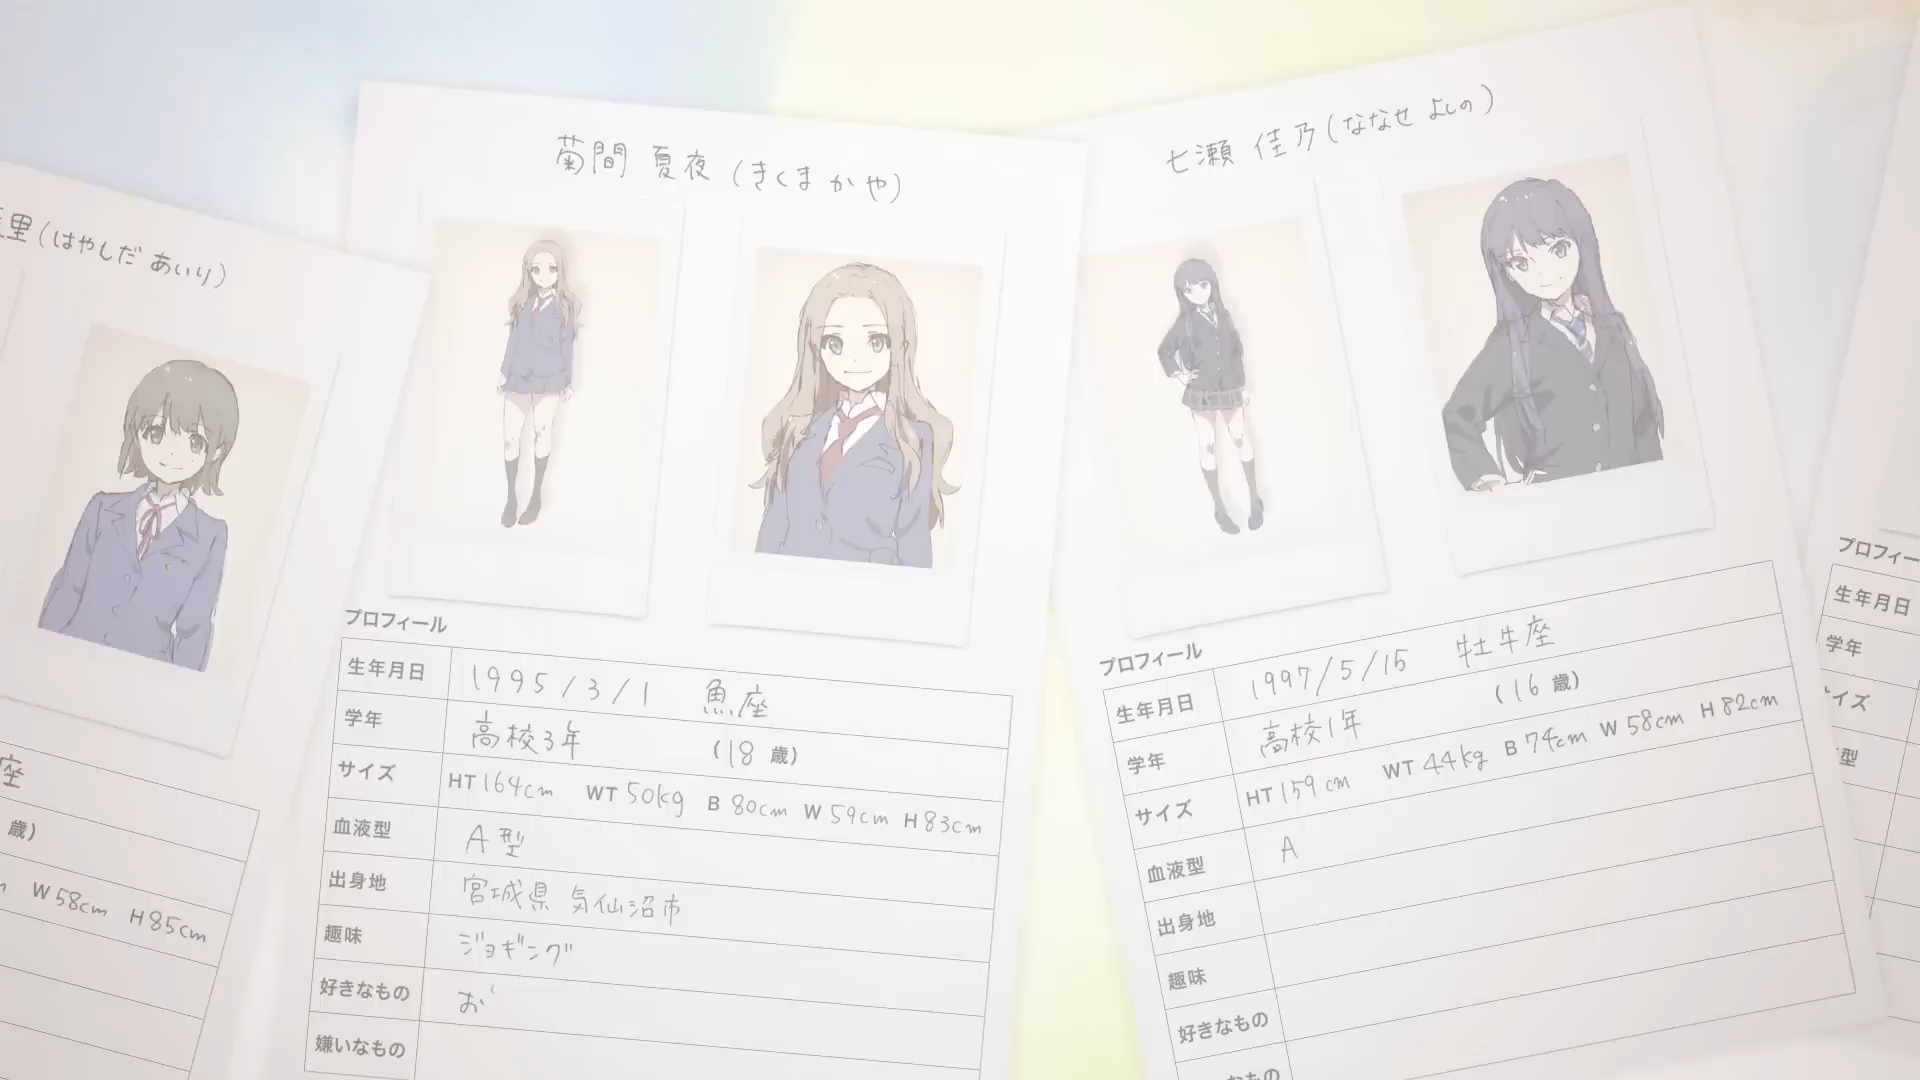 里(はやしだ あいり)
座
歳)
W 58cm H 85cm
菊間 夏夜(きくま かや)
プロフィール
生年月日 1995/3/1 魚座
学年 高校3年 (18歳)
サイズ HT 164cm WT 50kg B 80cm W 59cm H 83cm
血液型 A型
出身地 宮城県 気仙沼市
趣味 ジョギング
好きなもの お
嫌いなもの
七瀬 佳乃(ななせ よしの)
プロフィール
生年月日 1997/5/15 牡牛座
学年 高校1年 (16歳)
サイズ HT 159cm WT 44kg B 74cm W 58cm H 82cm
血液型 A
出身地
趣味
好きなもの
なもの
プロフィー
生年月日
学年
イズ
型